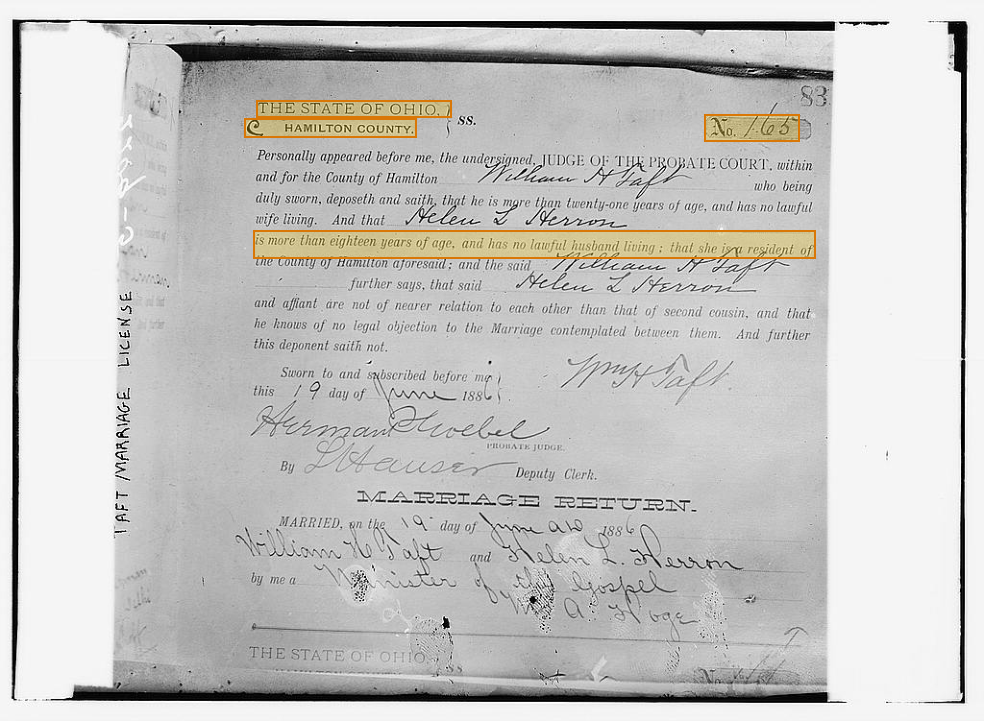 83
THE STATE OF OHIO,
HAMILTON COUNTY. } ss.
No. 165
Personally appeared before me, the undersigned, JUDGE OF THE PROBATE COURT, within
and for the County of Hamilton William H Taft who being
duly sworn, deposeth and saith, that he is more than twenty-one years of age, and has no lawful
wife living. And that Helen L Herron
is more than eighteen years of age, and has no lawful husband living; that she is a resident of
the County of Hamilton aforesaid; and the said William H Taft
further says, that said Helen L Herron
and affiant are not of nearer relation to each other than that of second cousin, and that
he knows of no legal objection to the Marriage contemplated between them. And further
this deponent saith not.
Sworn to and subscribed before me
this 19 day of June 1886
Wm H Taft.
Herman Goebel
PROBATE JUDGE.
By L Hauser Deputy Clerk.
MARRIAGE RETURN.
MARRIED, on the 19 day of June AD 1886
William H. Taft and Helen L. Herron
by me a Minister of the Gospel
A. Hoge
THE STATE OF OHIO, ss
TAFT MARRIAGE LICENSE